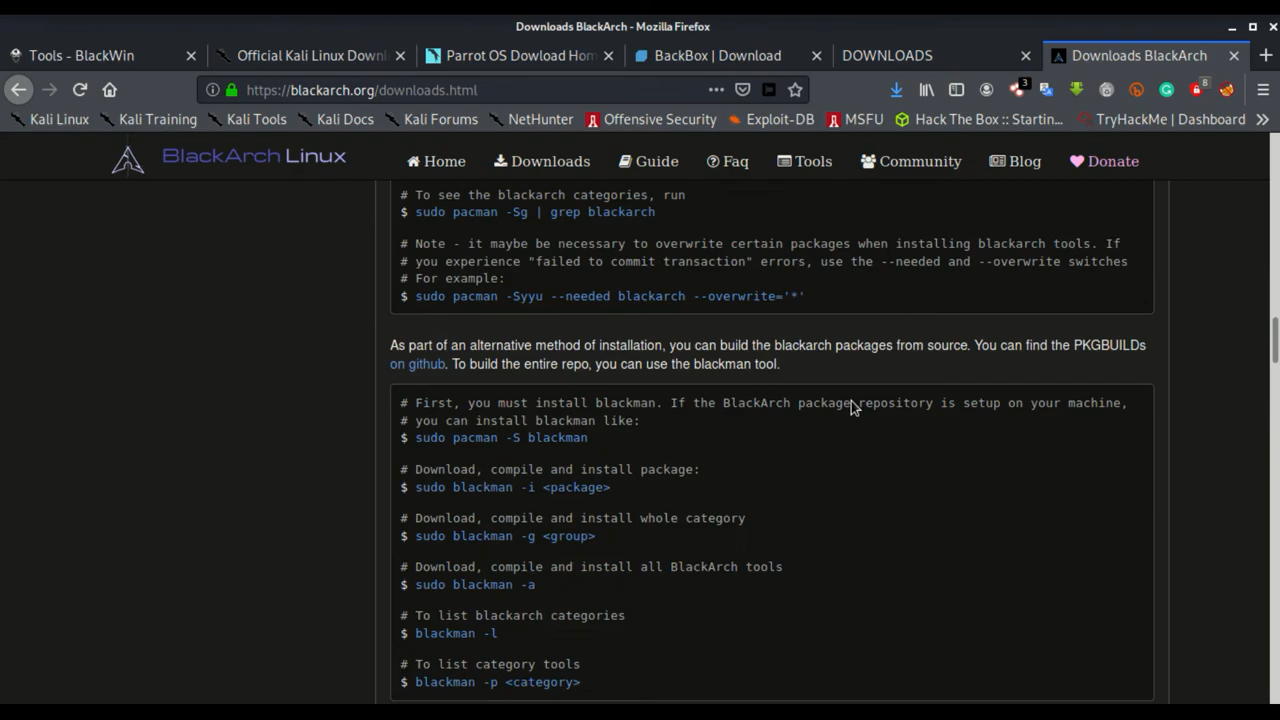 Downloads BlackArch - Mozilla Firefox
Tools - BlackWin
Official Kali Linux Downl
Parrot OS Dowload Hom
BackBox | Download
DOWNLOADS
Downloads BlackArch
https://blackarch.org/downloads.html
3
8
Kali Linux
Kali Training
Kali Tools
Kali Docs
Kali Forums
NetHunter
Offensive Security
Exploit-DB
MSFU
Hack The Box :: Startin...
TryHackMe | Dashboard
BlackArch Linux
Home
Downloads
Guide
Faq
Tools
Community
Blog
Donate
# To see the blackarch categories, run
$ sudo pacman -Sg | grep blackarch
# Note - it maybe be necessary to overwrite certain packages when installing blackarch tools. If
# you experience "failed to commit transaction" errors, use the --needed and --overwrite switches
# For example:
$ sudo pacman -Syyu --needed blackarch --overwrite='*'
As part of an alternative method of installation, you can build the blackarch packages from source. You can find the PKGBUILDs
on github. To build the entire repo, you can use the blackman tool.
# First, you must install blackman. If the BlackArch package repository is setup on your machine,
# you can install blackman like:
$ sudo pacman -S blackman
# Download, compile and install package:
$ sudo blackman -i <package>
# Download, compile and install whole category
$ sudo blackman -g <group>
# Download, compile and install all BlackArch tools
$ sudo blackman -a
# To list blackarch categories
$ blackman -l
# To list category tools
$ blackman -p <category>